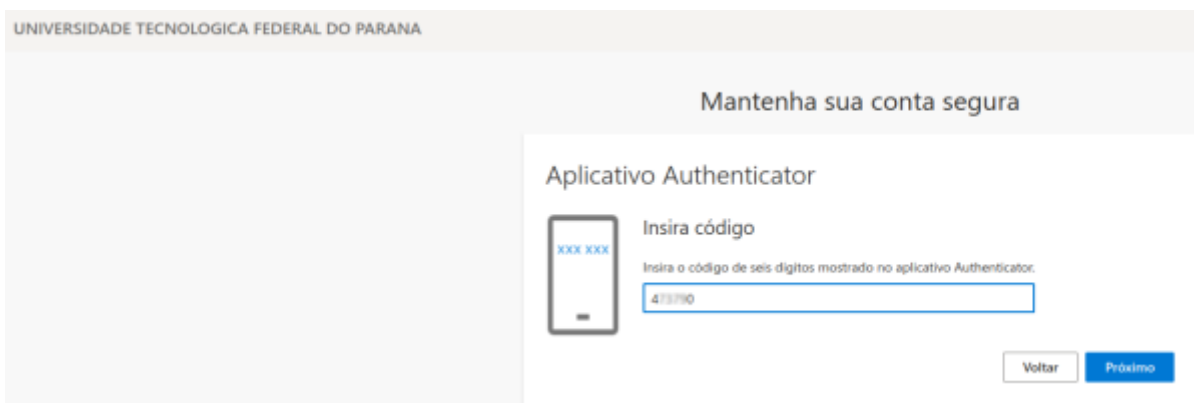 UNIVERSIDADE TECNOLOGICA FEDERAL DO PARANA
Mantenha sua conta segura
Aplicativo Authenticator
XXX XXX
Insira código
Insira o código de seis dígitos mostrado no aplicativo Authenticator.
Voltar
Próximo